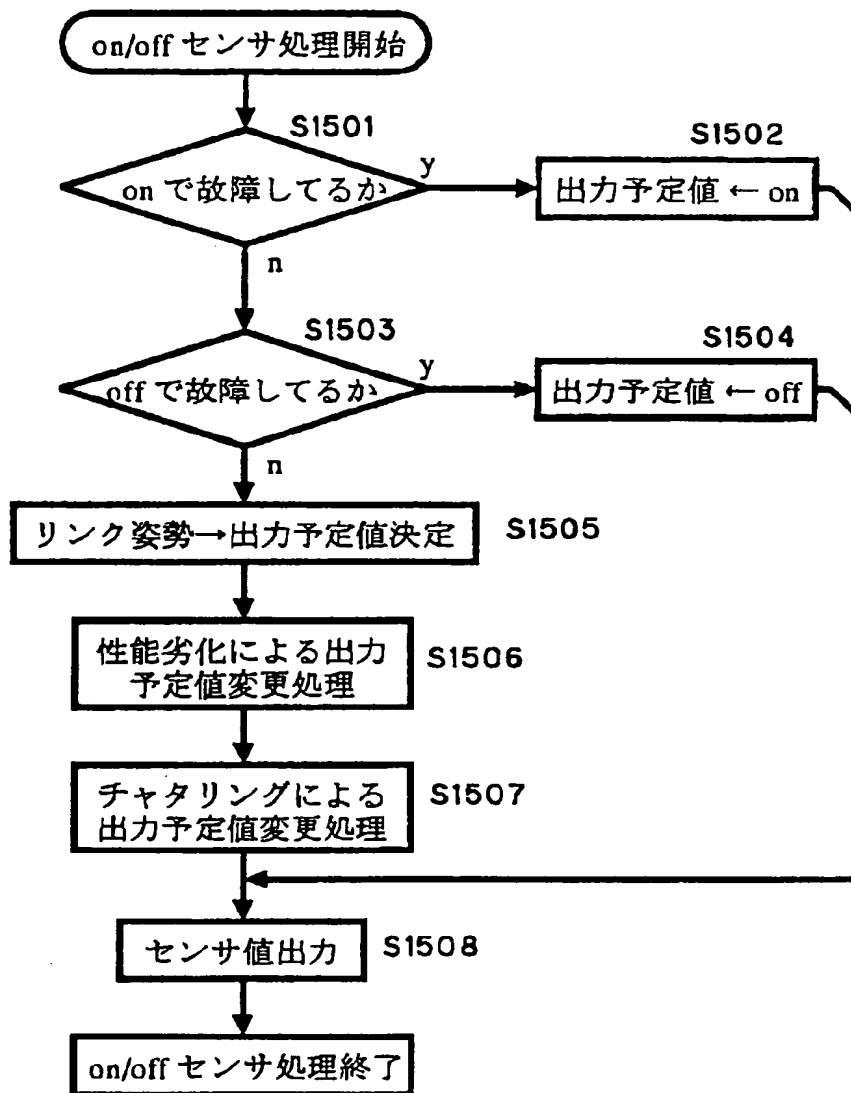 on/off センサ処理開始
S1501
on で故障してるか
y
n
S1502
出力予定値 ← on
S1503
off で故障してるか
y
n
S1504
出力予定値 ← off
リンク姿勢→出力予定値決定
S1505
性能劣化による出力
予定値変更処理
S1506
チャタリングによる
出力予定値変更処理
S1507
センサ値出力
S1508
on/off センサ処理終了